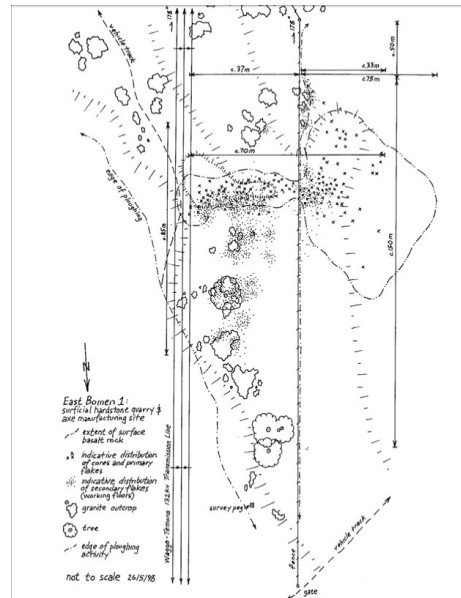 178
178
vehicle track
c.50m
c.37m
c.33m
c.75m
edge of ploughing
c.70m
c.85m
c.150m
N
East Bomen 1:
surficial hardstone quarry &
axe manufacturing site
extent of surface
basalt rock
indicative distribution
of cores and primary
flakes
indicative distribution
of secondary flakes
(working floors)
granite outcrop
tree
edge of ploughing
activity
not to scale 26/5/98
Wagga-Temora 132kv Transmission Line
survey peg
fence
vehicle track
gate